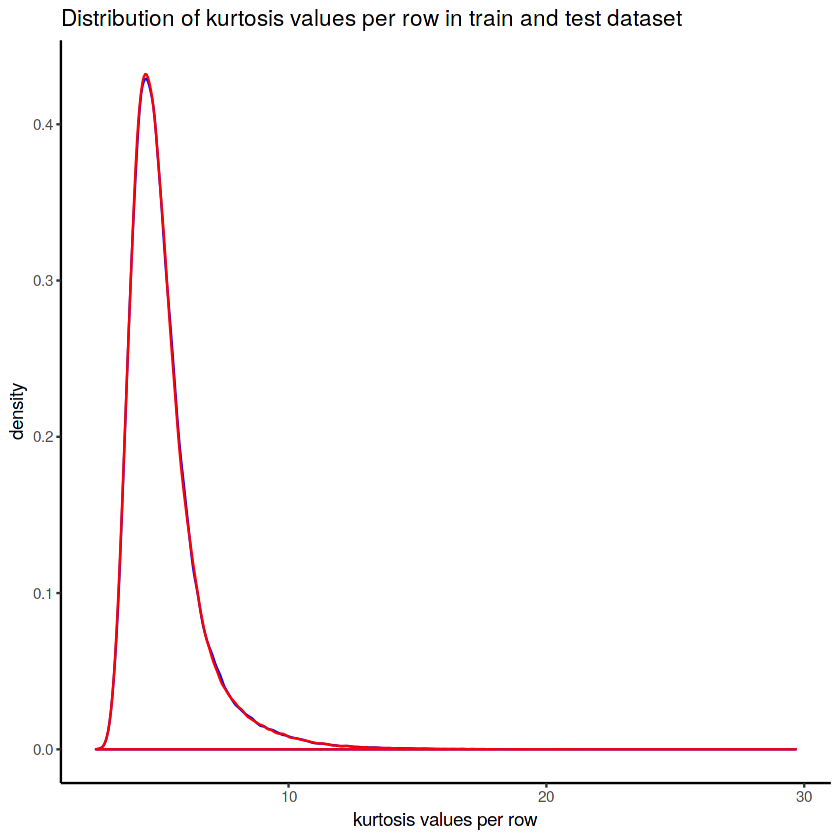 Distribution of kurtosis values per row in train and test dataset
0.4
0.3
0.2
0.1
0.0
density
10
20
30
kurtosis values per row